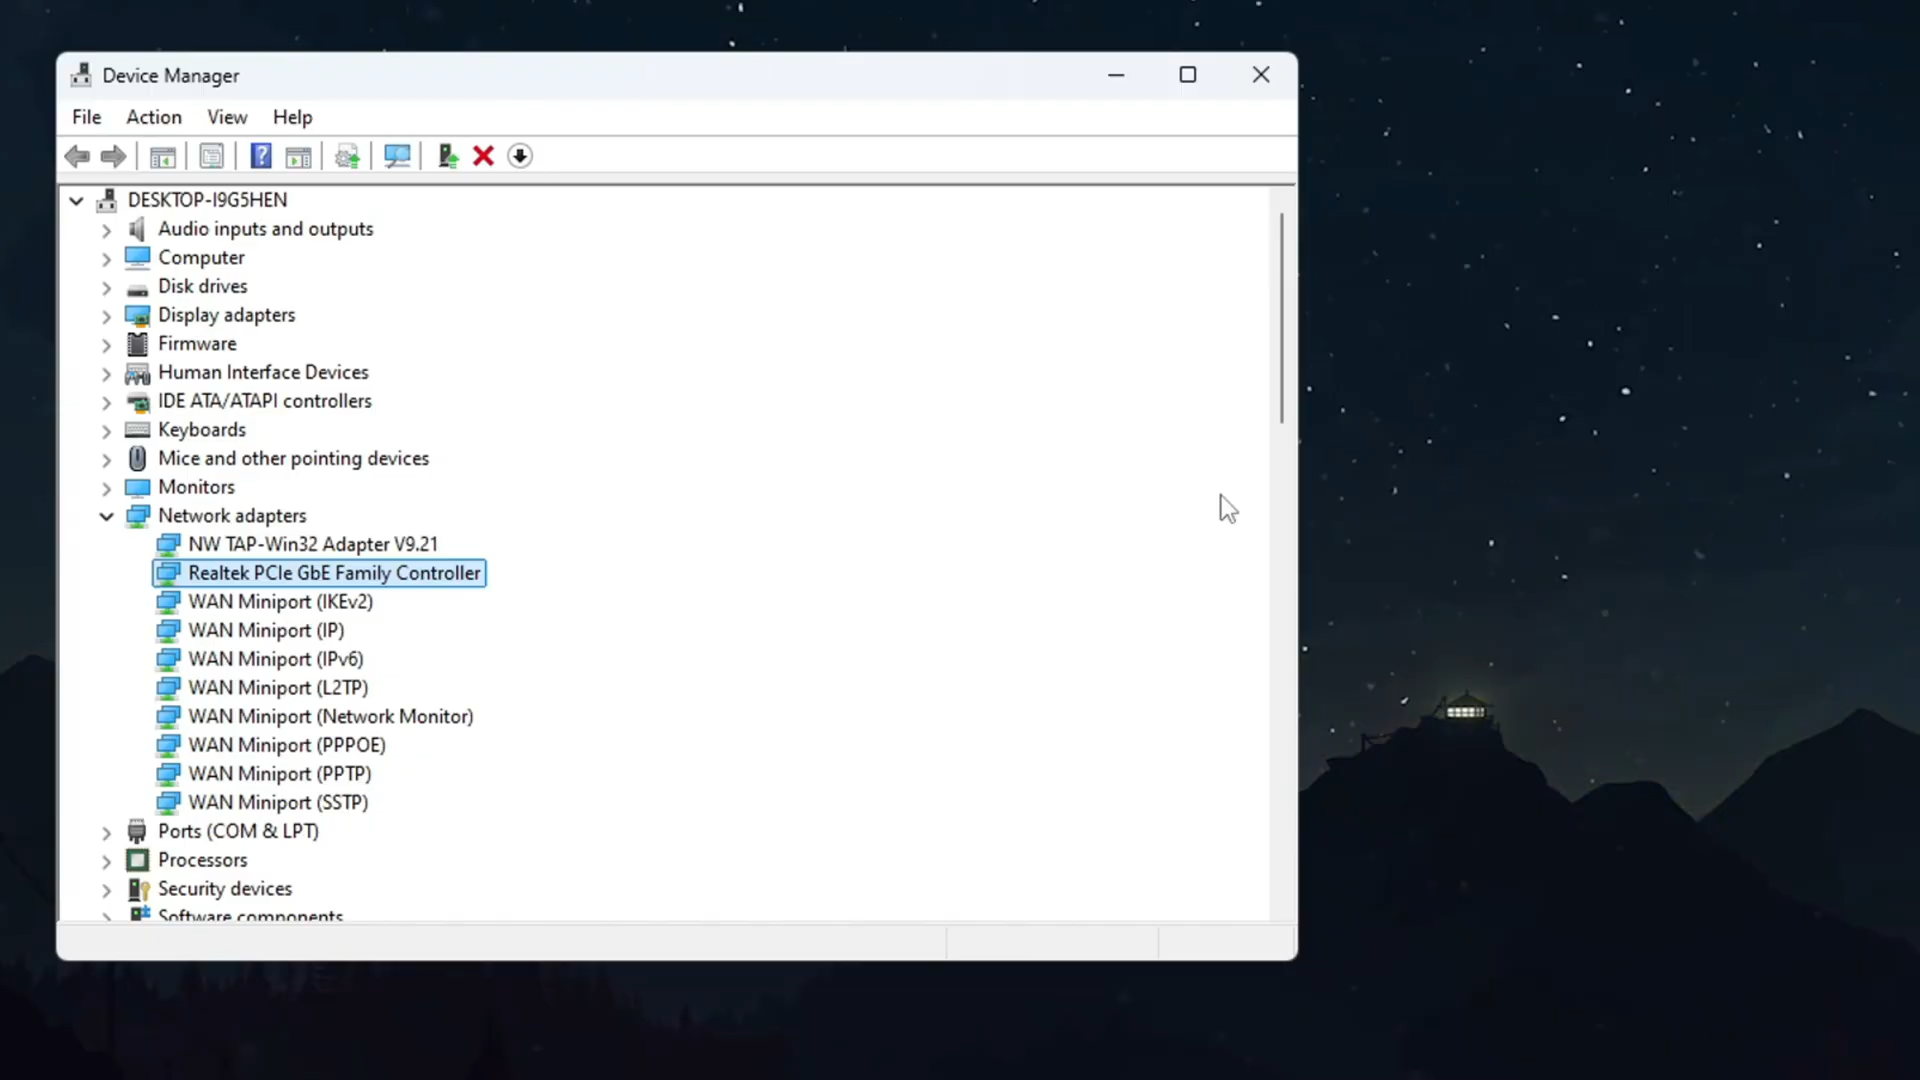 Device Manager
File Action View Help
DESKTOP-I9G5HEN
Audio inputs and outputs
Computer
Disk drives
Display adapters
Firmware
Human Interface Devices
IDE ATA/ATAPI controllers
Keyboards
Mice and other pointing devices
Monitors
Network adapters
NW TAP-Win32 Adapter V9.21
Realtek PCIe GbE Family Controller
WAN Miniport (IKEv2)
WAN Miniport (IP)
WAN Miniport (IPv6)
WAN Miniport (L2TP)
WAN Miniport (Network Monitor)
WAN Miniport (PPPOE)
WAN Miniport (PPTP)
WAN Miniport (SSTP)
Ports (COM & LPT)
Processors
Security devices
Software components